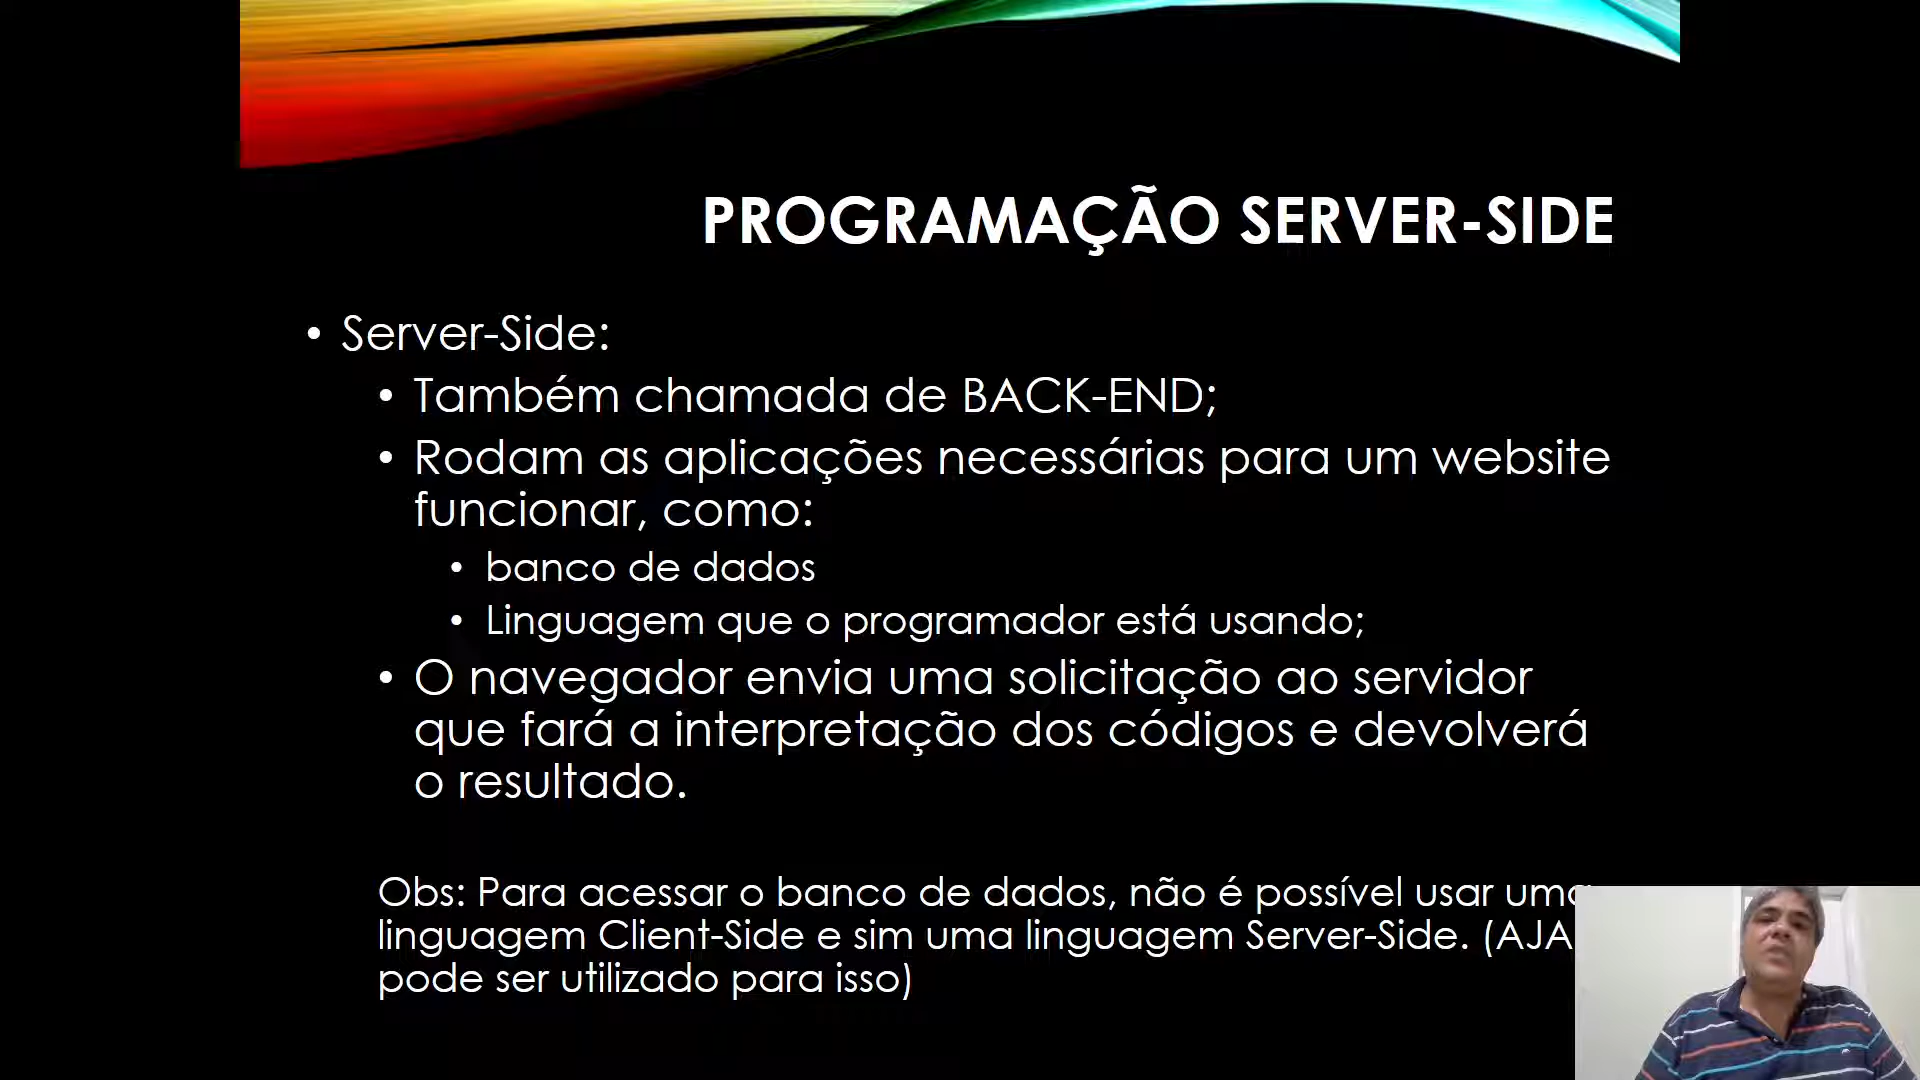 PROGRAMAÇÃO SERVER-SIDE
• Server-Side:
• Também chamada de BACK-END;
• Rodam as aplicações necessárias para um website
funcionar, como:
• banco de dados
• Linguagem que o programador está usando;
• O navegador envia uma solicitação ao servidor
que fará a interpretação dos códigos e devolverá
o resultado.
Obs: Para acessar o banco de dados, não é possível usar uma
linguagem Client-Side e sim uma linguagem Server-Side. (AJA
pode ser utilizado para isso)